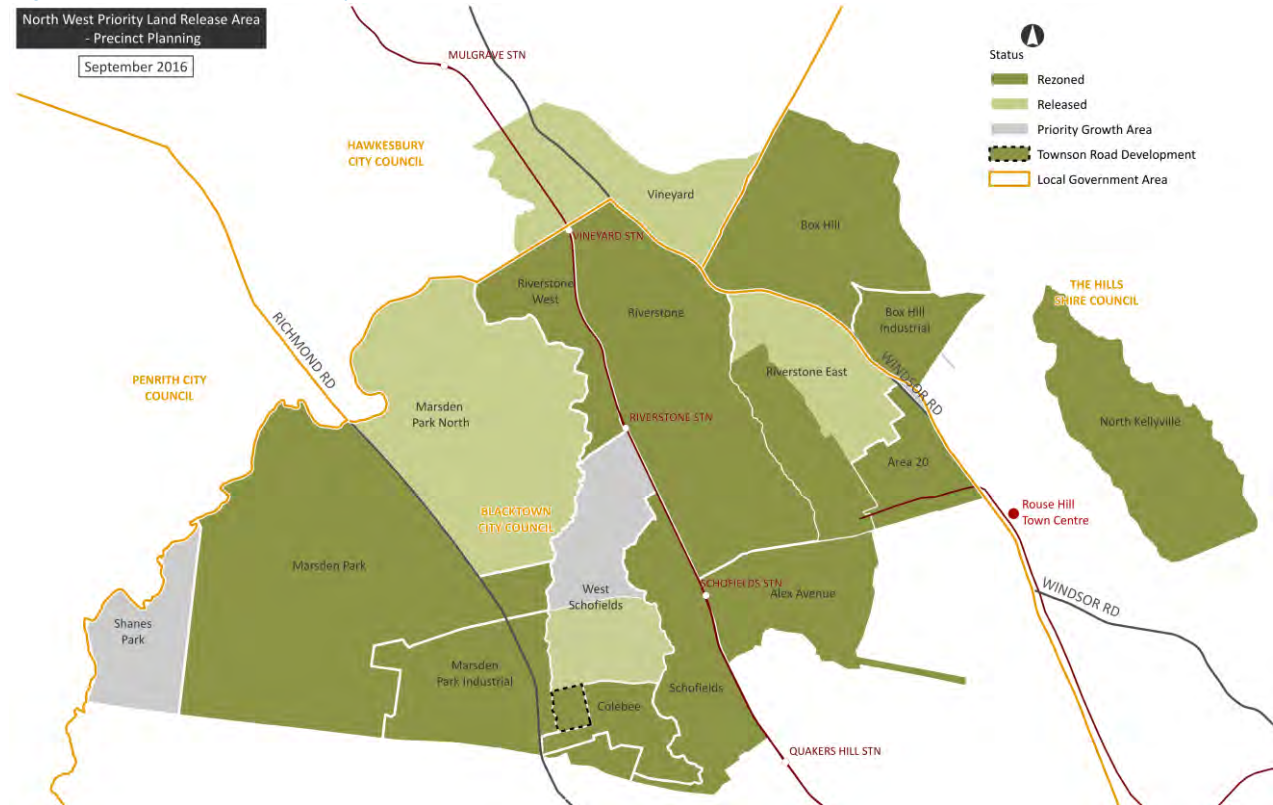 North West Priority Land Release Area
- Precinct Planning
September 2016
Status
Rezoned
Released
Priority Growth Area
Townson Road Development
Local Government Area
MULGRAVE STN
HAWKESBURY
CITY COUNCIL
Vineyard
Box Hill
VINEYARD STN
Riverstone
West
Riverstone
THE HILLS
SHIRE COUNCIL
Box Hill
Industrial
RICHMOND RD
WINDSOR RD
Riverstone East
PENRITH CITY
COUNCIL
Marsden
Park North
RIVERSTONE STN
North Kellyville
Area 20
BLACKTOWN
CITY COUNCIL
Rouse Hill
Town Centre
Marsden Park
SCHOFIELDS STN
West
Schofields
Alex Avenue
WINDSOR RD
Shanes
Park
Marsden
Park Industrial
Schofields
Colebee
QUAKERS HILL STN